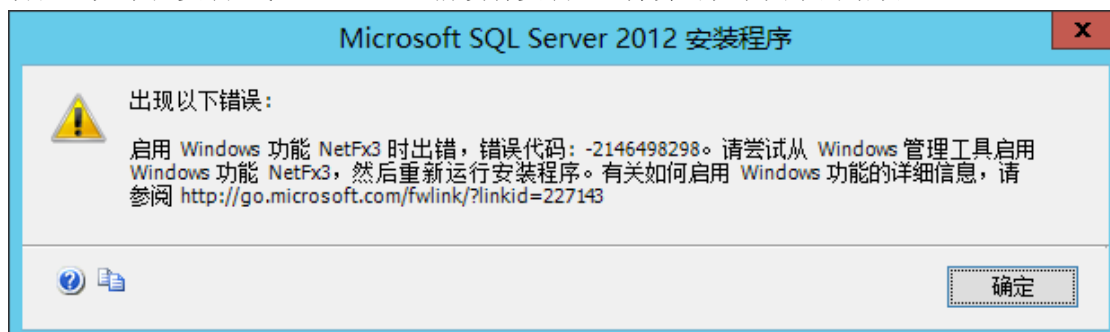 Microsoft SQL Server 2012 安装程序
x
出现以下错误:
启用 Windows 功能 NetFx3 时出错，错误代码: -2146498298。请尝试从 Windows 管理工具启用
Windows 功能 NetFx3，然后重新运行安装程序。有关如何启用 Windows 功能的详细信息，请
参阅 http://go.microsoft.com/fwlink/?linkid=227143
确定